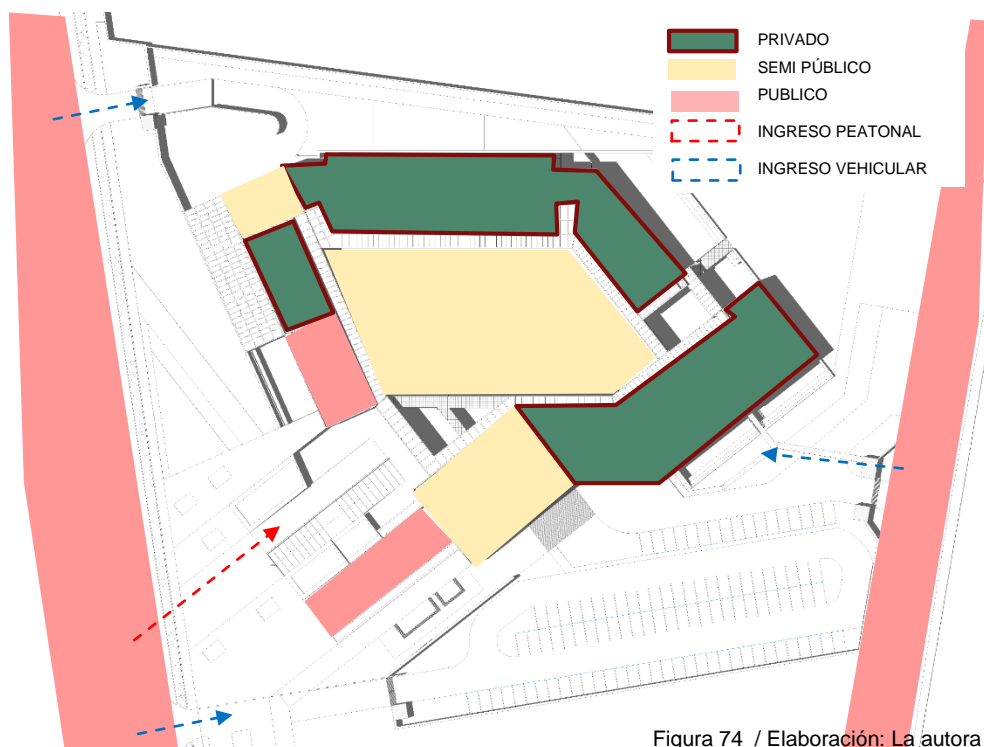 PRIVADO
SEMI PÚBLICO
PUBLICO
INGRESO PEATONAL
INGRESO VEHICULAR
Figura 74 / Elaboración: La autora